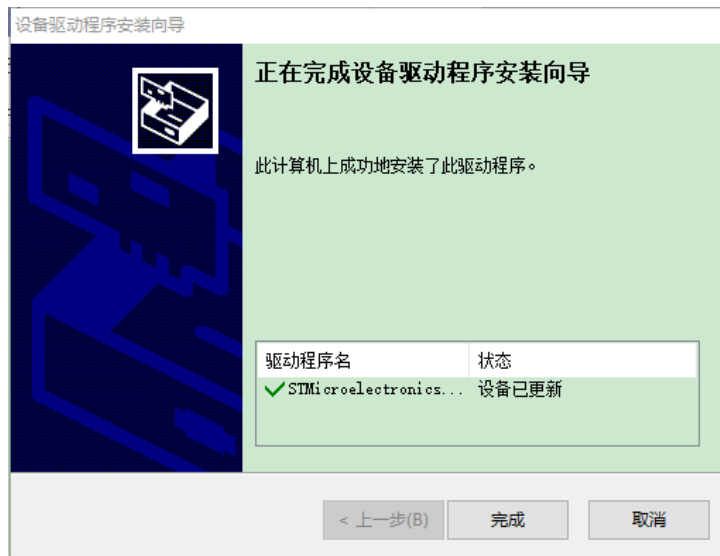 设备驱动程序安装向导
正在完成设备驱动程序安装向导
此计算机上成功地安装了此驱动程序。
驱动程序名 状态
STMicroelectronics... 设备已更新
< 上一步(B) 完成 取消